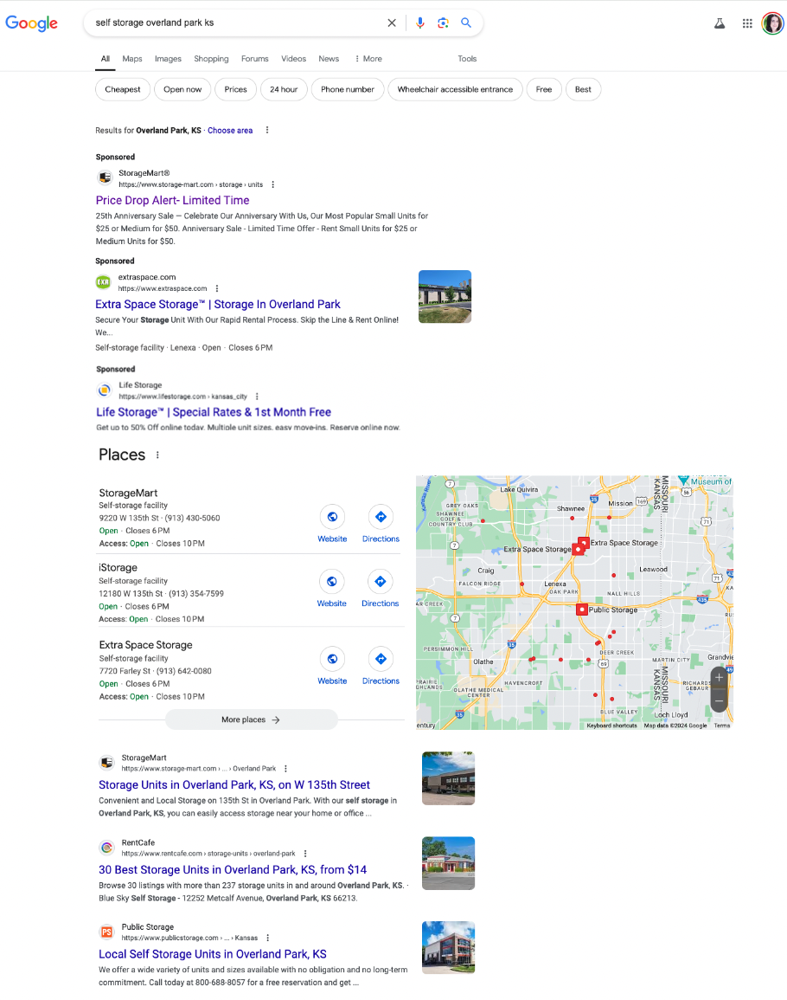 Google
self storage overland park ks
All Maps Images Shopping Forums Videos News More Tools
Cheapest Open now Prices 24 hour Phone number Wheelchair accessible entrance Free Best
Results for Overland Park, KS · Choose area
Sponsored
StorageMart®
https://www.storage-mart.com › storage › units
Price Drop Alert- Limited Time
25th Anniversary Sale — Celebrate Our Anniversary With Us, Our Most Popular Small Units for
$25 or Medium for $50. Anniversary Sale - Limited Time Offer - Rent Small Units for $25 or
Medium Units for $50.
Sponsored
EXR
extraspace.com
https://www.extraspace.com
Extra Space Storage™ | Storage In Overland Park
Secure Your Storage Unit With Our Rapid Rental Process. Skip the Line & Rent Online!
We...
Self-storage facility · Lenexa · Open · Closes 6 PM
Sponsored
Life Storage
https://www.lifestorage.com › kansas_city
Life Storage™ | Special Rates & 1st Month Free
Get up to 50% Off online today. Multiple unit sizes, easy move-ins. Reserve online now.
Places
StorageMart
Self-storage facility
9220 W 135th St · (913) 430-5060
Open · Closes 6 PM
Access: Open · Closes 10 PM
Website Directions
iStorage
Self-storage facility
12180 W 135th St · (913) 354-7599
Open · Closes 6 PM
Access: Open · Closes 10 PM
Website Directions
Extra Space Storage
Self-storage facility
7720 Farley St · (913) 642-0080
Open · Closes 6 PM
Access: Open · Closes 10 PM
Website Directions
More places
Lake Quivira
Museum of
Kansas River
7
35
56
GREY OAKS
Shawnee
Mission
169
MISSOURI
KANSAS
SHAWNEE
GOLF &
COUNTRY CLUB
71
7
Extra Space Storage
Extra Space Storage
Craig
Leawood
FALCON RIDGE
Lenexa
OAK PARK
NALL HILLS
71
435
AR CREEK
Public Storage
7
35
PERSIMMON HILL
Olathe
DEER CREEK
69
MARTIN CITY
Grandvie
49
PRAIRIE
HIGHLANDS
OLATHE MEDICAL
CENTER
HAVENCROFT
MISSOURI
KANSAS
RICHARDS
GEBAUR
35
BLUE VALLEY
Loch Lloyd
entury
Keyboard shortcuts Map data ©2024 Google Terms
StorageMart
https://www.storage-mart.com › ... › Overland Park
Storage Units in Overland Park, KS, on W 135th Street
Convenient and Local Storage on 135th St in Overland Park. With our self storage in
Overland Park, KS, you can easily access storage near your home or office ...
RentCafe
https://www.rentcafe.com › storage-units › overland-park
30 Best Storage Units in Overland Park, KS, from $14
Browse 30 listings with more than 237 storage units in and around Overland Park, KS. ·
Blue Sky Self Storage - 12252 Metcalf Avenue, Overland Park, KS 66213.
PS
Public Storage
https://www.publicstorage.com › ... › Kansas
Local Self Storage Units in Overland Park, KS
We offer a wide variety of units and sizes available with no obligation and no long-term
commitment. Call today at 800-688-8057 for a free reservation and get ...